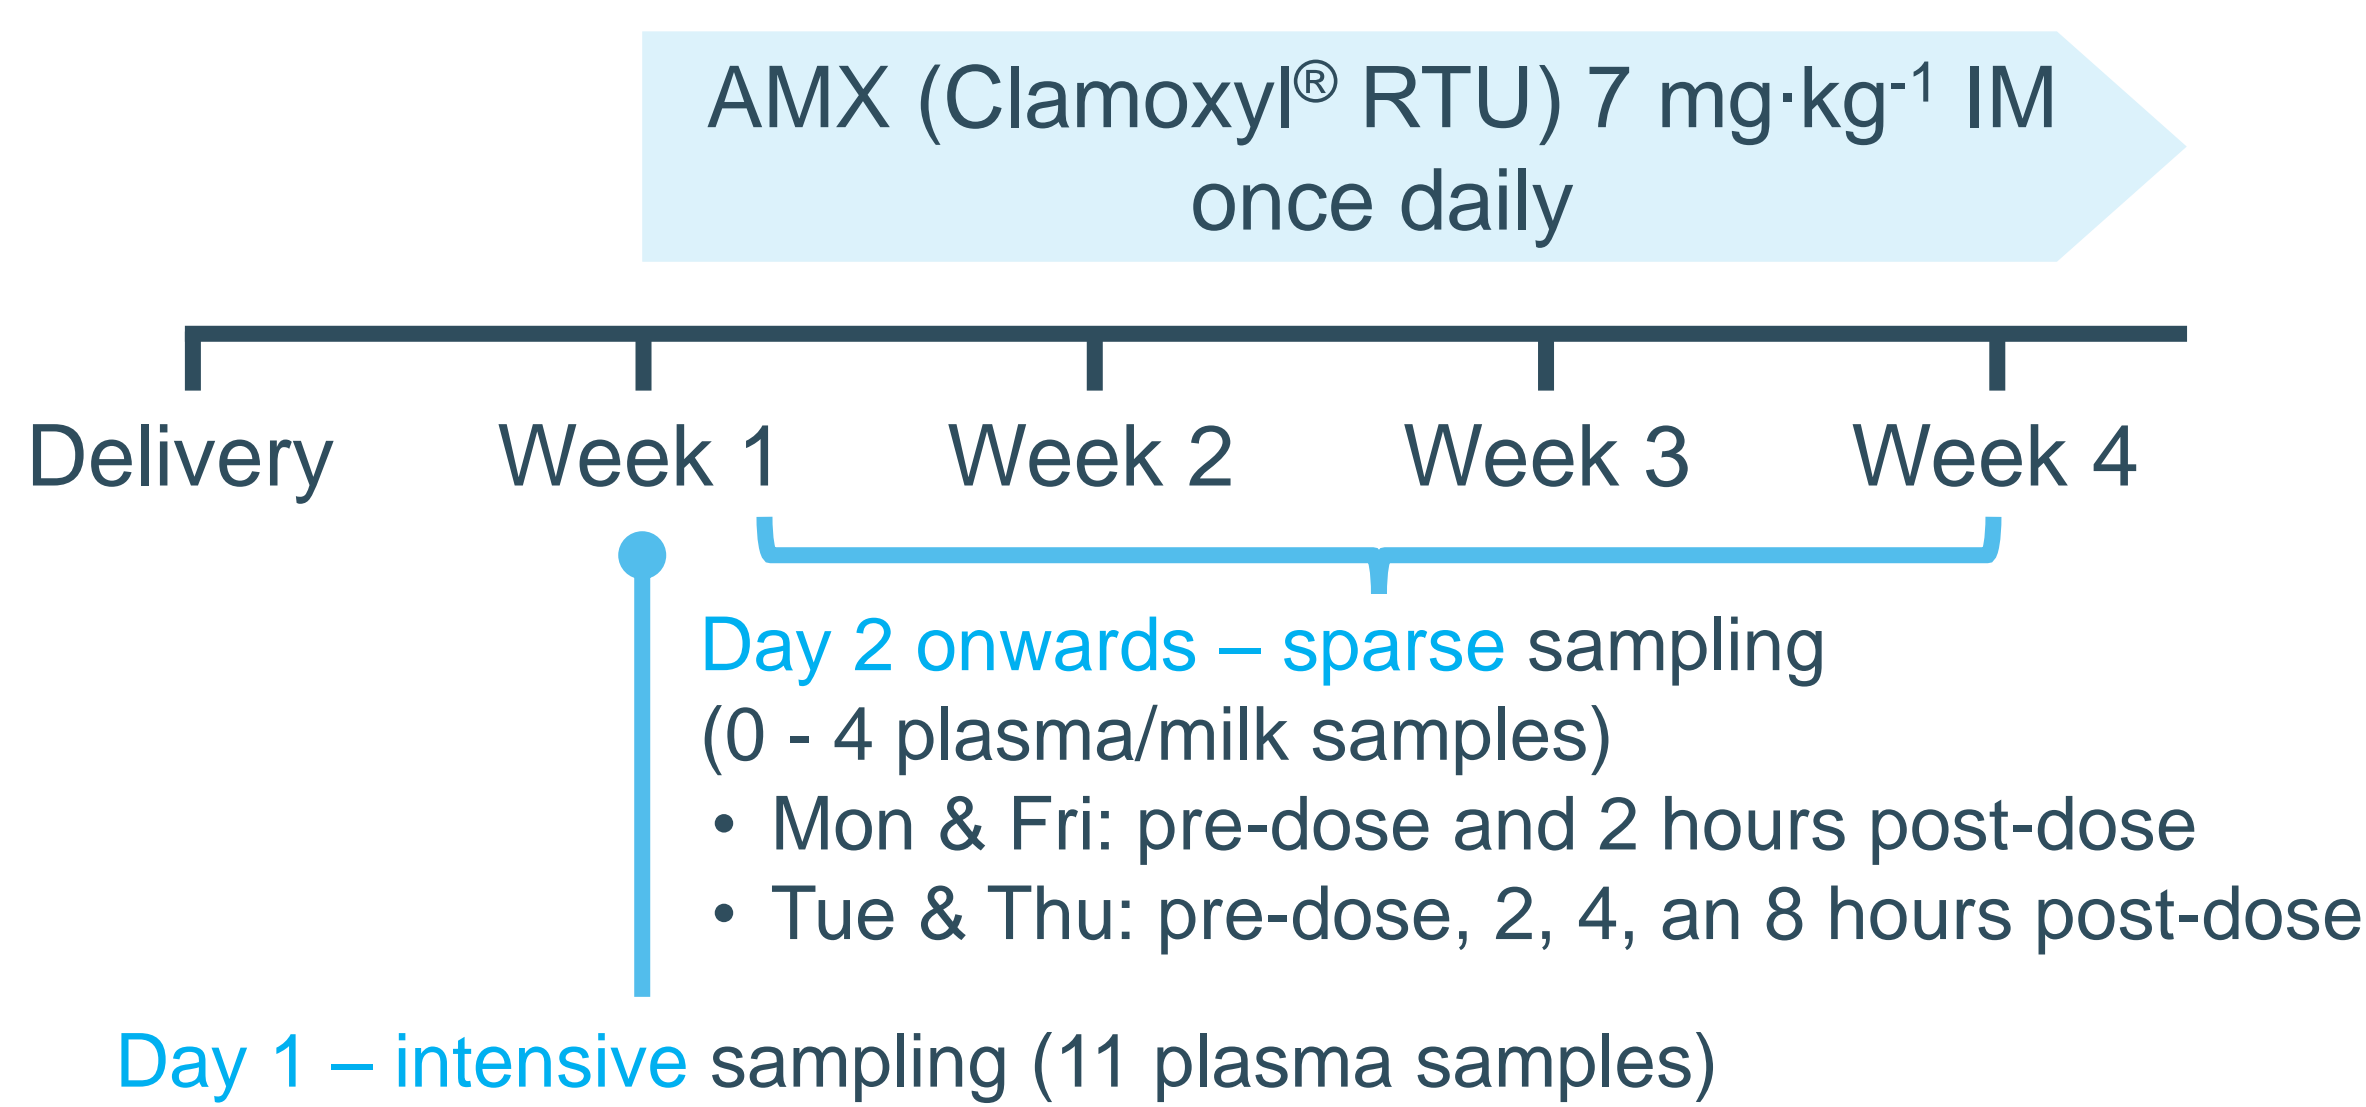 AMX (Clamoxyl® RTU) 7 mg·kg⁻¹ IM
once daily
Delivery Week 1 Week 2 Week 3 Week 4
Day 2 onwards – sparse sampling
(0 - 4 plasma/milk samples)
• Mon & Fri: pre-dose and 2 hours post-dose
• Tue & Thu: pre-dose, 2, 4, an 8 hours post-dose
Day 1 – intensive sampling (11 plasma samples)